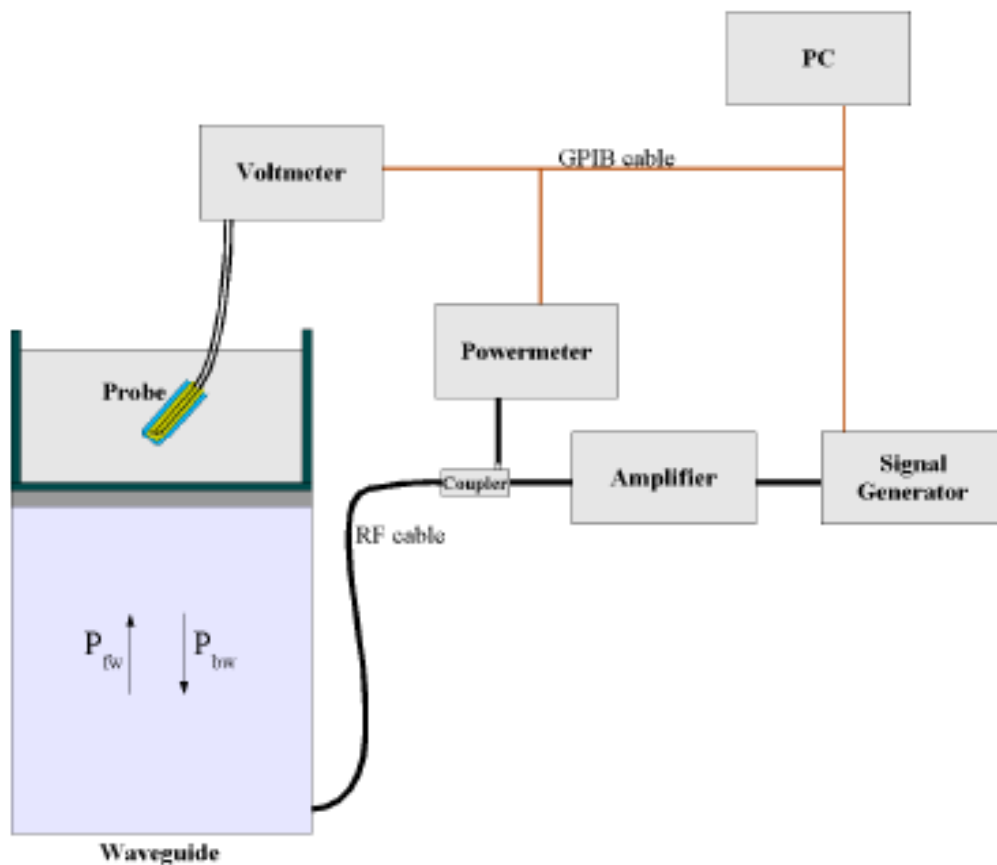 PC
Voltmeter
GPIB cable
Powermeter
Probe
Coupler
Amplifier
Signal
Generator
RF cable
P fw
P bw
Waveguide